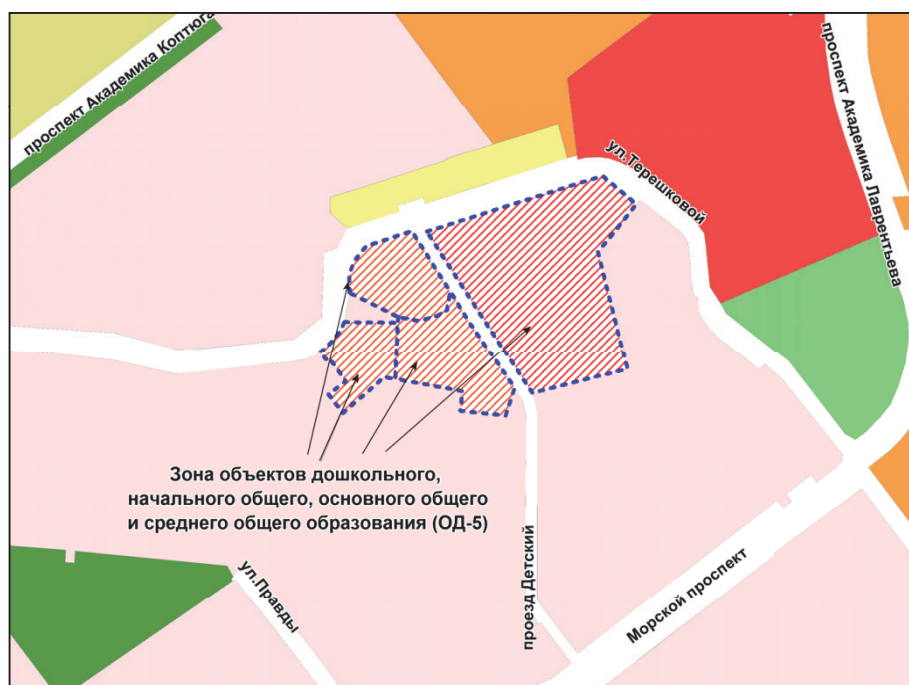 проспект Академика Коптюга
проспект Академика Лаврентьева
ул.Терешковой
Зона объектов дошкольного,
начального общего, основного общего
и среднего общего образования (ОД-5)
ул.Правды
проезд Детский
Морской проспект